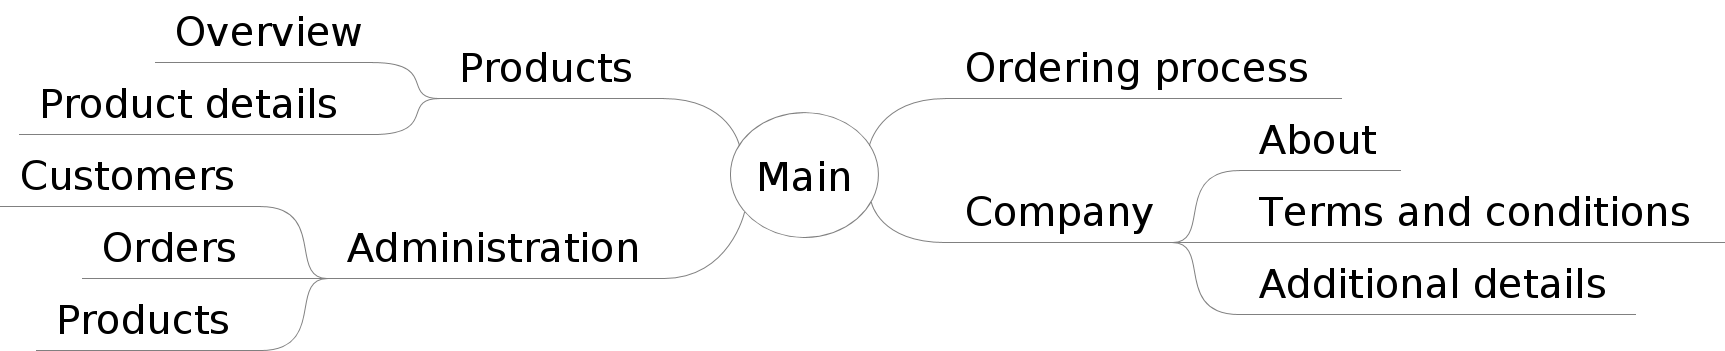 Overview
Products
Product details
Customers
Orders
Administration
Products
Main
Ordering process
About
Company
Terms and conditions
Additional details